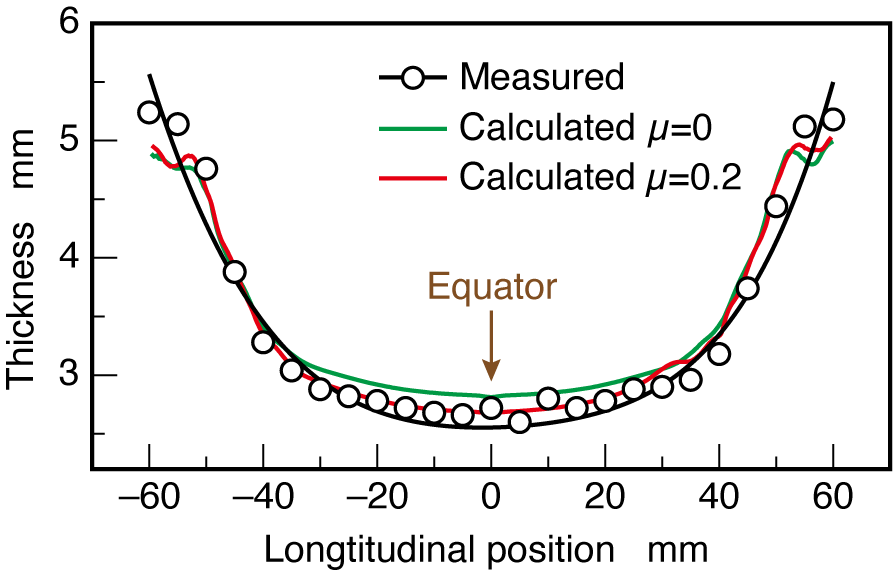 6
5
4
3
Thickness mm
Measured
Calculated μ=0
Calculated μ=0.2
Equator
−60 −40 −20 0 20 40 60
Longtitudinal position mm